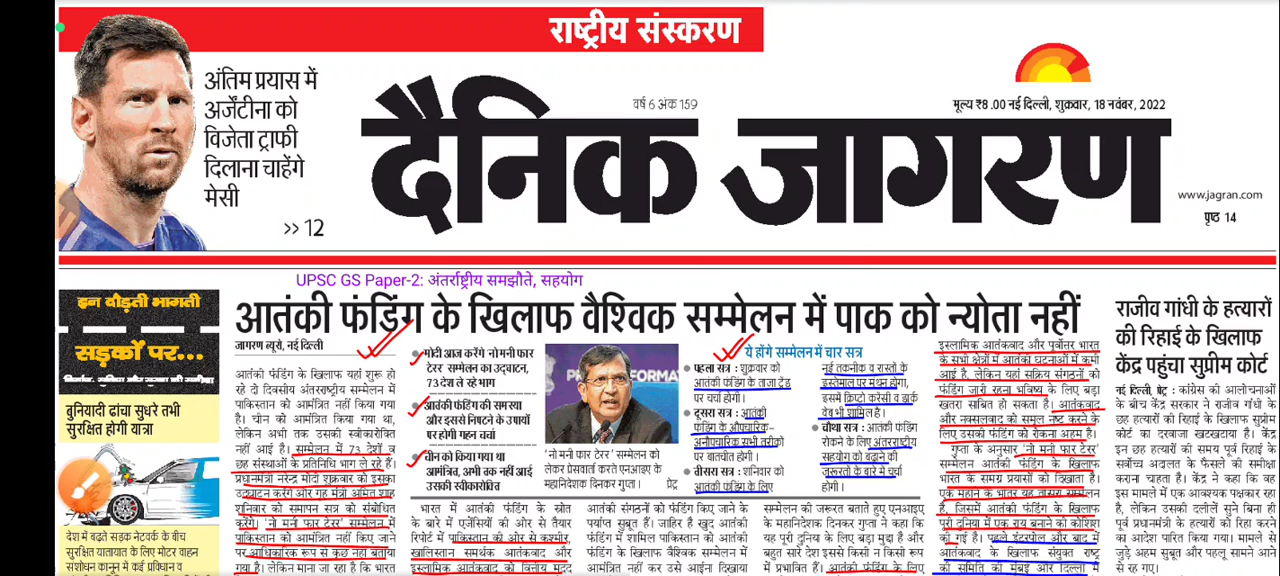 राष्ट्रीय संस्करण
अंतिम प्रयास में
अर्जेंटीना को
विजेता ट्राफी
दिलाना चाहेंगे
मेसी
>> 12
वर्ष 6 अंक 159
मूल्य ₹8.00 नई दिल्ली, शुक्रवार, 18 नवंबर, 2022
दैनिक जागरण
www.jagran.com
पृष्ठ 14
UPSC GS Paper-2: अंतर्राष्ट्रीय समझौते, सहयोग
इन दौड़ती भागती
सड़कों पर...
बुनियादी ढांचा सुधरे तभी
सुरक्षित होगी यात्रा
देश में बढ़ते सड़क नेटवर्क के बीच
सुरक्षित यातायात के लिए मोटर वाहन
संशोधन कानून में कई प्रविधान व
आतंकी फंडिंग के खिलाफ वैश्विक सम्मेलन में पाक को न्योता नहीं
जागरण ब्यूरो, नई दिल्ली
आतंकी फंडिंग के खिलाफ यहां शुरू हो
रहे दो दिवसीय अंतरराष्ट्रीय सम्मेलन में
पाकिस्तान को आमंत्रित नहीं किया गया
है। चीन को आमंत्रित किया गया था,
लेकिन अभी तक उसकी स्वीकारोक्ति
नहीं आई है। सम्मेलन में 73 देशों व
छह संस्थाओं के प्रतिनिधि भाग ले रहे हैं।
प्रधानमंत्री नरेन्द्र मोदी शुक्रवार को इसका
उद्घाटन करेंगे और गृह मंत्री अमित शाह
शनिवार को समापन सत्र को संबोधित
करेंगे। 'नो मनी फार टेरर' सम्मेलन में
पाकिस्तान को आमंत्रित नहीं किए जाने
पर आधिकारिक रूप से कुछ नहीं बताया
गया है। लेकिन माना जा रहा है कि भारत
मोदी आज करेंगे नो मनी फार
टेरर सम्मेलन का उद्घाटन,
73 देश ले रहे भाग
आतंकी फंडिंग की समस्या
और इससे निपटने के उपायों
पर होगी गहन चर्चा
चीन को किया गया था
आमंत्रित, अभी तक नहीं आई
उसकी स्वीकारोक्ति
'नो मनी फार टेरर' सम्मेलन को
लेकर प्रेसवार्ता करते एनआइए के
महानिदेशक दिनकर गुप्ता। प्रेट्र
ये होंगे सम्मेलन में चार सत्र
पहला सत्र : शुक्रवार को
आतंकी फंडिंग के ताजा ट्रेंड
पर चर्चा होगी।
दूसरा सत्र : आतंकी
फंडिंग के औपचारिक-
अनौपचारिक सभी तरीकों
पर बातचीत होगी।
तीसरा सत्र : शनिवार को
आतंकी फंडिंग के लिए
नई तकनीक व रास्तों के
इस्तेमाल पर मंथन होगा,
इसमें क्रिप्टो करेंसी व डार्क
वेब भी शामिल है।
चौथा सत्र : आतंकी फंडिंग
रोकने के लिए अंतरराष्ट्रीय
सहयोग को बढ़ाने की
जरूरतों के बारे में चर्चा
होगी।
भारत में आतंकी फंडिंग के स्रोत
के बारे में एजेंसियों की ओर से तैयार
रिपोर्ट में पाकिस्तान की ओर से कश्मीर,
खालिस्तान समर्थक आतंकवाद और
इस्लामिक आतंकवाद को वित्तीय मदद
आतंकी संगठनों को फंडिंग किए जाने के
पर्याप्त सुबूत हैं। जाहिर है खुद आतंकी
फंडिंग में शामिल पाकिस्तान को आतंकी
फंडिंग के खिलाफ वैश्विक सम्मेलन में
आमंत्रित नहीं कर उसे आईना दिखाया
सम्मेलन की जरूरत बताते हुए एनआइए
के महानिदेशक दिनकर गुप्ता ने कहा कि
यह पूरी दुनिया के लिए बड़ा मुद्दा है और
बहुत सारे देश इससे किसी न किसी रूप
में प्रभावित हैं। आतंकी फंडिंग के लिए
इस्लामिक आतंकवाद और पूर्वोत्तर भारत
के सभी क्षेत्रों में आतंकी घटनाओं में कमी
आई है, लेकिन यहां सक्रिय संगठनों को
फंडिंग जारी रहना भविष्य के लिए बड़ा
खतरा साबित हो सकता है। आतंकवाद
और नक्सलवाद को समूल नष्ट करने के
लिए उसकी फंडिंग को रोकना अहम है।
गुप्ता के अनुसार 'नो मनी फार टेरर'
सम्मेलन आतंकी फंडिंग के खिलाफ
भारत के समग्र प्रयासों को दिखाता है।
एक महीने के भीतर यह तीसरा सम्मेलन
है, जिसमें आतंकी फंडिंग के खिलाफ
पूरी दुनिया में एक राय बनाने की कोशिश
की गई है। पहले इंटरपोल और बाद में
आतंकवाद के खिलाफ संयुक्त राष्ट्र
की समिति की मुंबई और दिल्ली में
राजीव गांधी के हत्यारों
की रिहाई के खिलाफ
केंद्र पहुंचा सुप्रीम कोर्ट
नई दिल्ली, प्रेट्र : कांग्रेस की आलोचनाओं
के बीच केंद्र सरकार ने राजीव गांधी के
छह हत्यारों को रिहाई के खिलाफ सुप्रीम
कोर्ट का दरवाजा खटखटाया है। केंद्र
इन छह हत्यारों की समय पूर्व रिहाई के
सर्वोच्च अदालत के फैसले की समीक्षा
कराना चाहता है। केंद्र ने कहा कि वह
इस मामले में एक आवश्यक पक्षकार रहा
है, लेकिन उसकी दलीलें सुने बिना ही
पूर्व प्रधानमंत्री के हत्यारों को रिहा करने
का आदेश पारित किया गया। मामले से
जुड़े अहम सुबूत और पहलू सामने आने
से रह गए।